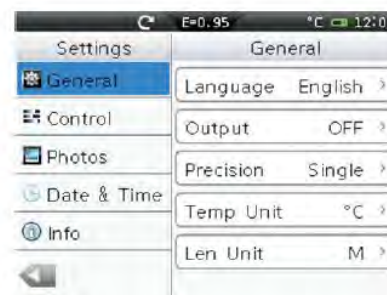 E=0.95 °C 12:0
Settings
General
Control
Photos
Date & Time
Info
General
Language English
Output OFF
Precision Single
Temp Unit °C
Len Unit M